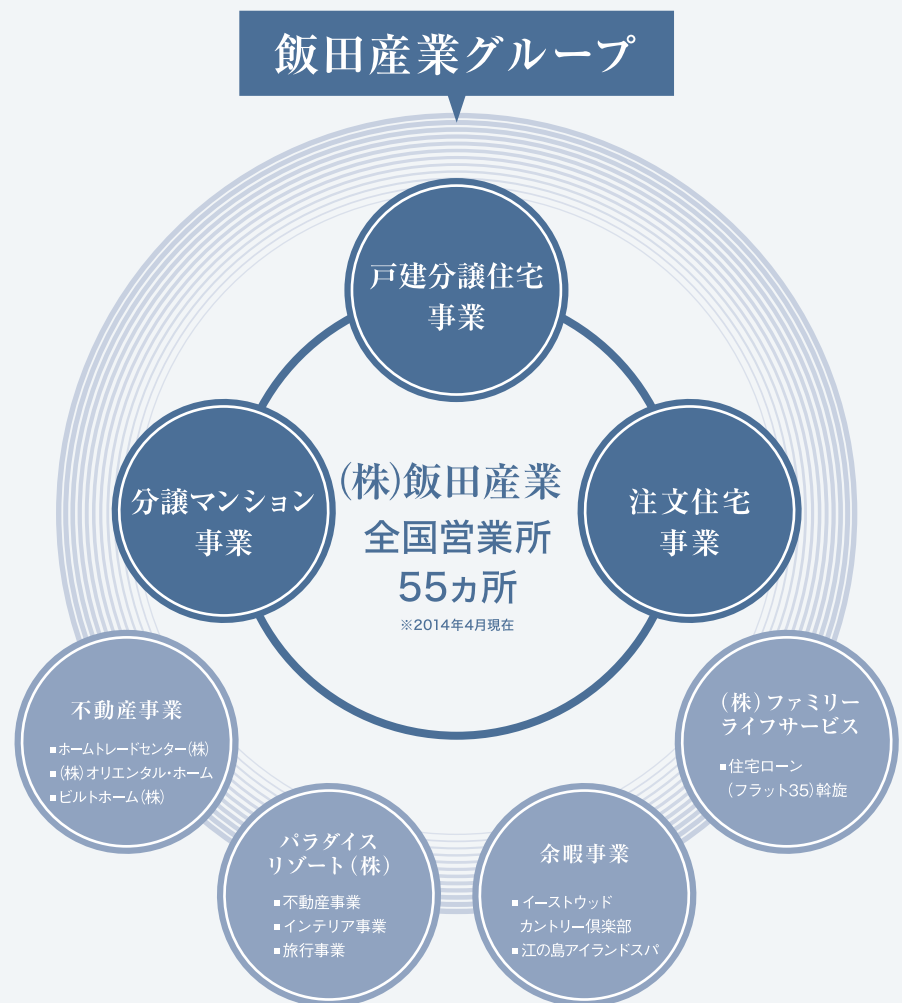 飯田産業グループ
戸建分譲住宅
事業
分譲マンション
事業
(株)飯田産業
全国営業所
55ヵ所
※2014年4月現在
注文住宅
事業
不動産事業
■ホームトレードセンター(株)
■(株)オリエンタル・ホーム
■ビルトホーム(株)
パラダイス
リゾート(株)
■不動産事業
■インテリア事業
■旅行事業
余暇事業
■イーストウッド
カントリー倶楽部
■江の島アイランドスパ
(株)ファミリー
ライフサービス
■住宅ローン
(フラット35)斡旋